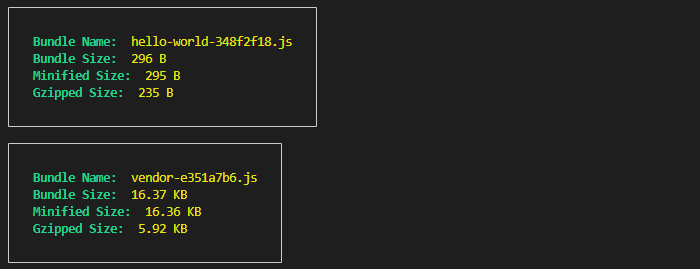 Bundle Name:  hello-world-348f2f18.js
Bundle Size:  296 B
Minified Size:  295 B
Gzipped Size:  235 B
Bundle Name:  vendor-e351a7b6.js
Bundle Size:  16.37 KB
Minified Size:  16.36 KB
Gzipped Size:  5.92 KB